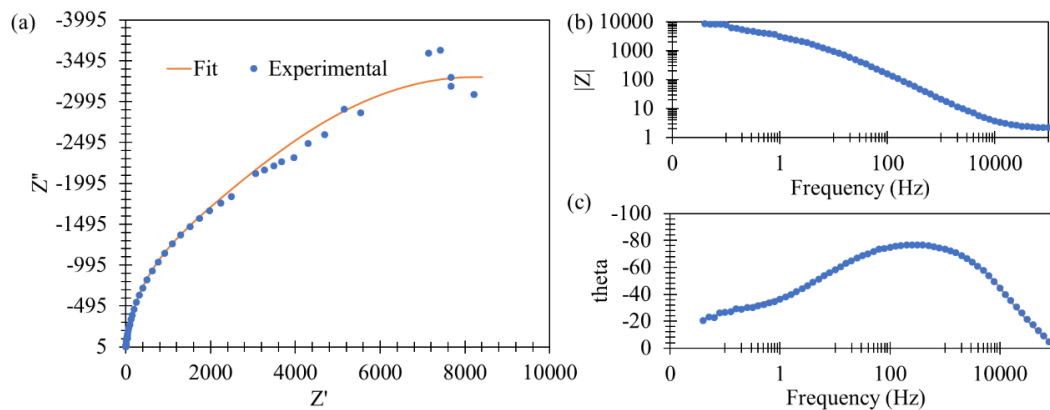 (a)
-3995
-3495
-2995
-2495
-1995
-1495
-995
-495
5
Z"
Fit
Experimental
0 2000 4000 6000 8000 10000
Z'
(b)
10000
1000
100
10
1
|Z|
0 1 100 10000
Frequency (Hz)
(c)
-100
-80
-60
-40
-20
0
theta
0 1 100 10000
Frequency (Hz)